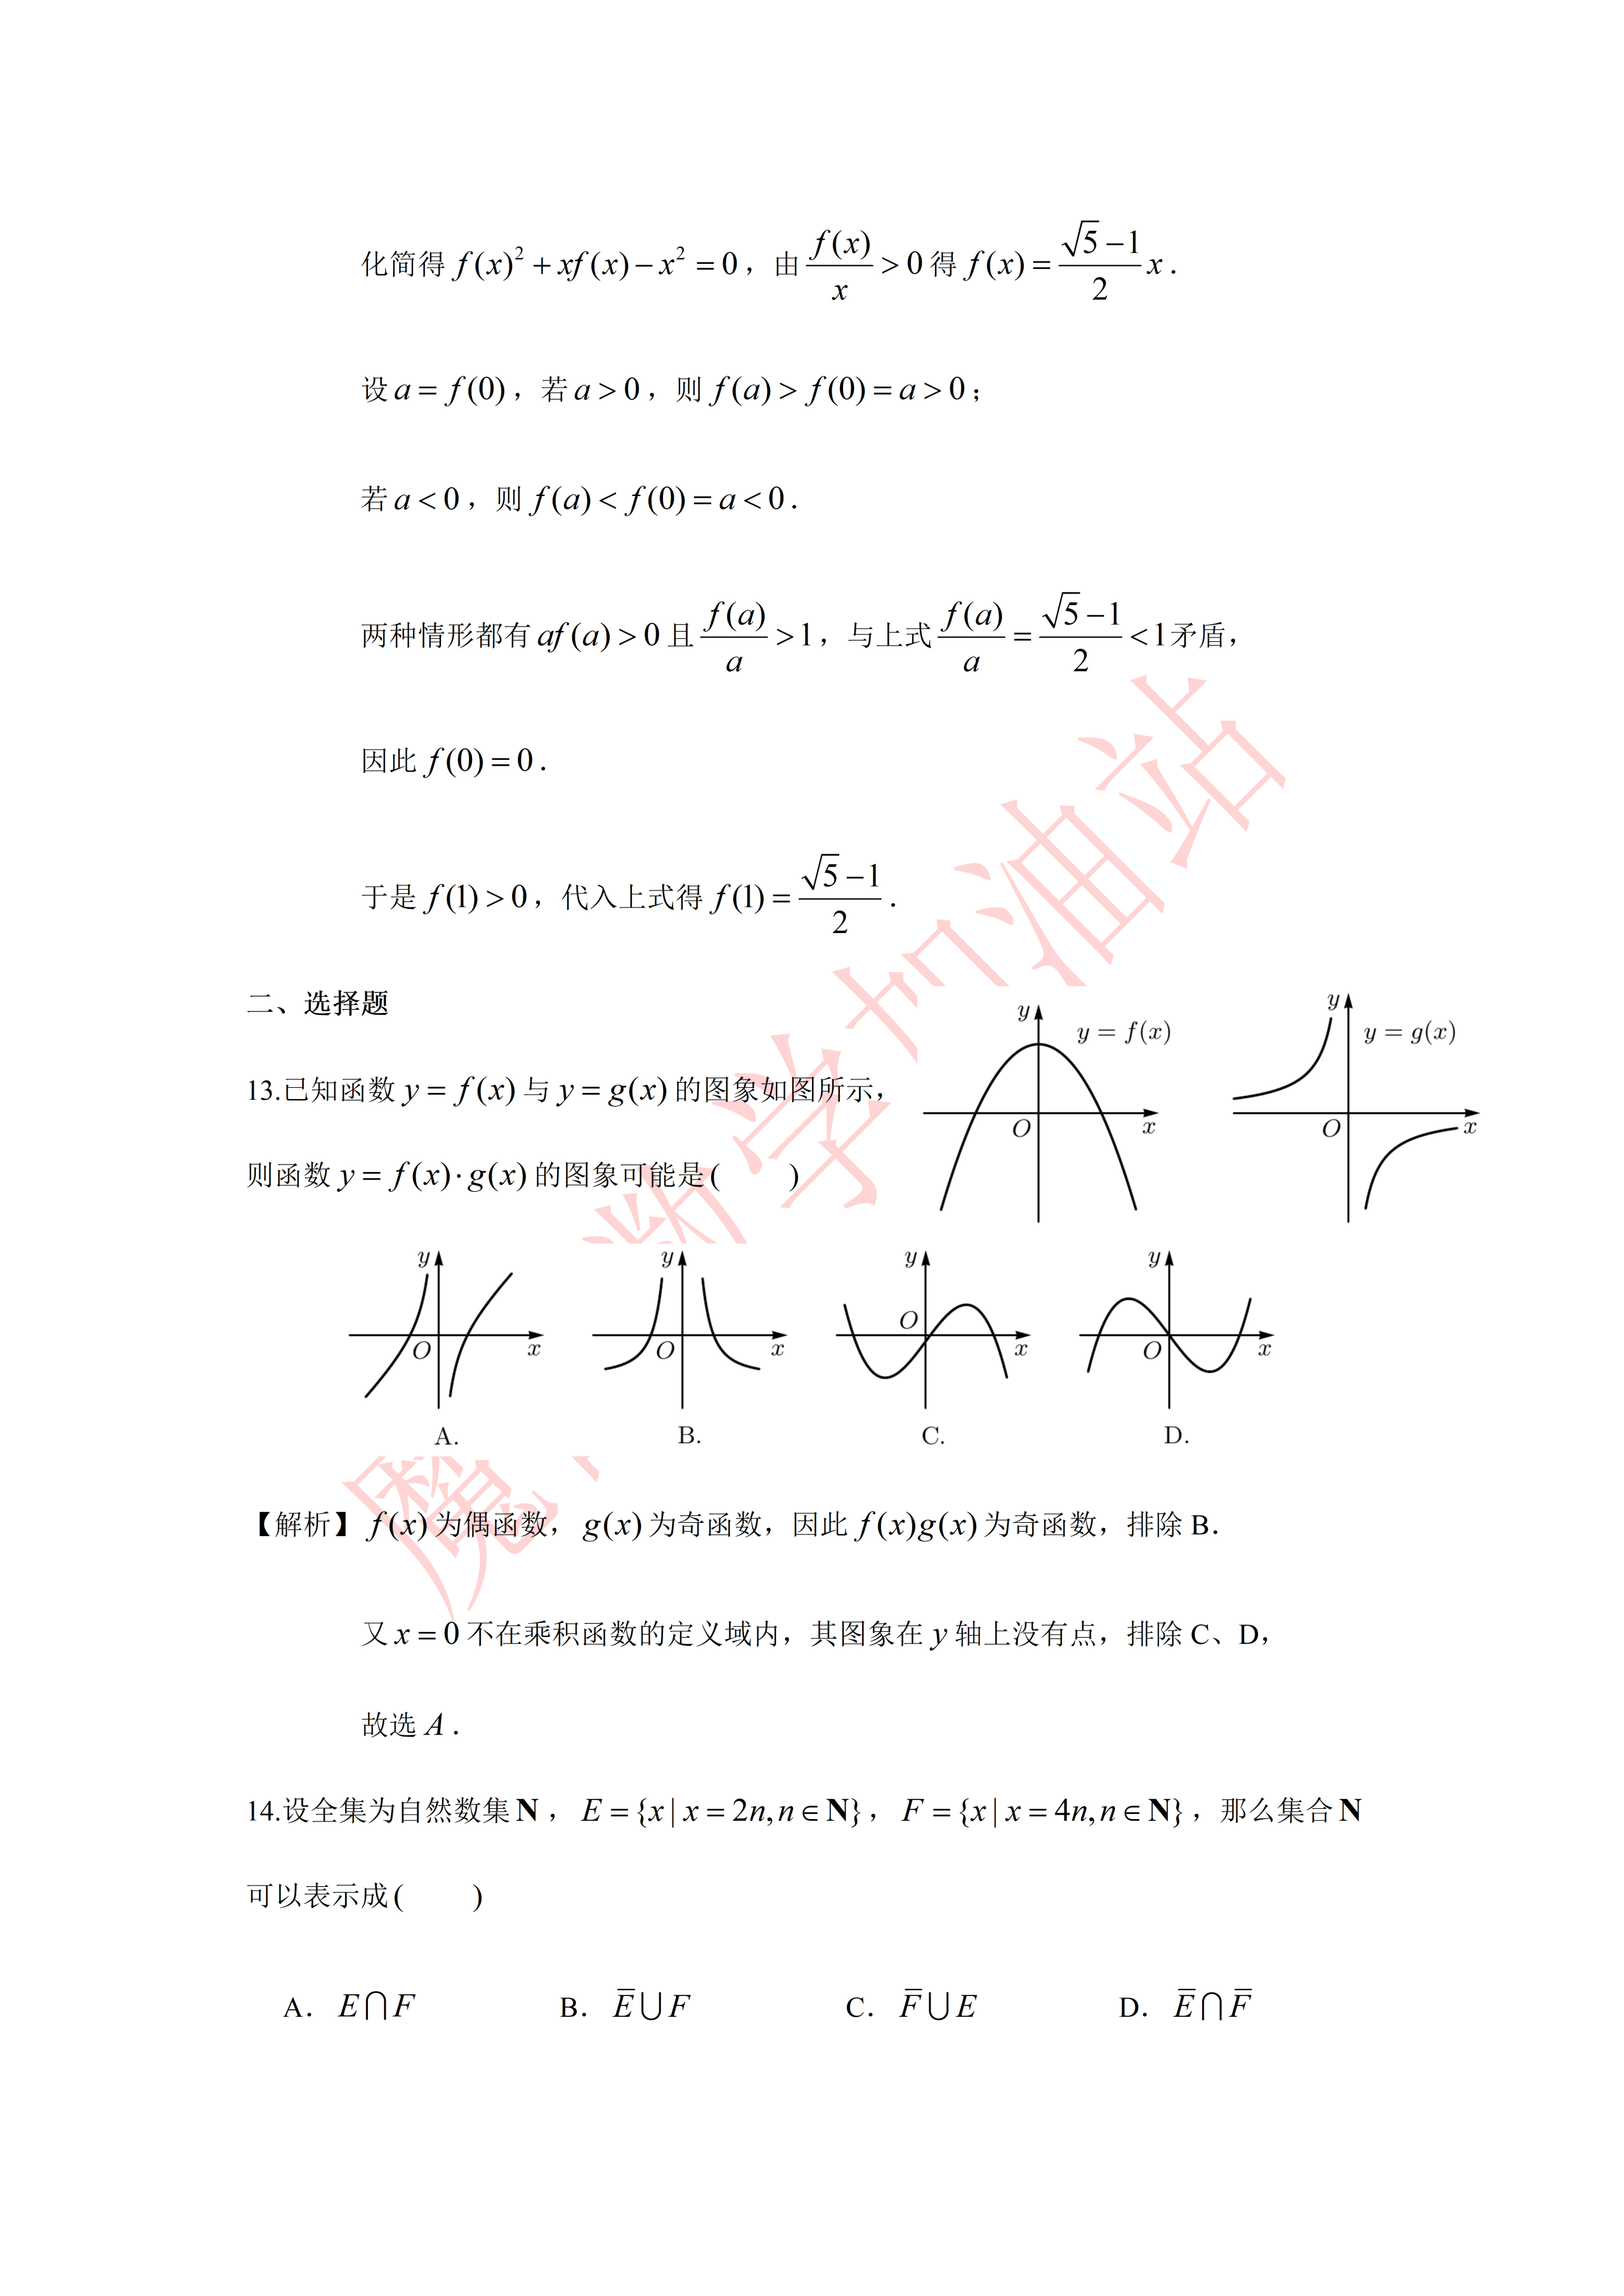 化简得 f(x)² + xf(x) − x² = 0，由 f(x)/x > 0 得 f(x) = (√5 − 1)/2 x．
设 a = f(0)，若 a > 0，则 f(a) > f(0) = a > 0；
若 a < 0，则 f(a) < f(0) = a < 0．
两种情形都有 af(a) > 0 且 f(a)/a > 1，与上式 f(a)/a = (√5 − 1)/2 < 1矛盾，
因此 f(0) = 0．
于是 f(1) > 0，代入上式得 f(1) = (√5 − 1)/2．
二、选择题
13.已知函数 y = f(x) 与 y = g(x) 的图象如图所示，
则函数 y = f(x)·g(x) 的图象可能是(　　)
y y = f(x) O x
y y = g(x) O x
y O x A.
y O x B.
y O x C.
y O x D.
【解析】f(x) 为偶函数，g(x) 为奇函数，因此 f(x)g(x) 为奇函数，排除 B．
又 x = 0 不在乘积函数的定义域内，其图象在 y 轴上没有点，排除 C、D，
故选 A．
14.设全集为自然数集 N，E = {x | x = 2n, n ∈ N}，F = {x | x = 4n, n ∈ N}，那么集合 N
可以表示成(　　)
A． E⋂F B． E̅⋃F C． F̅⋃E D． E̅⋂F̅